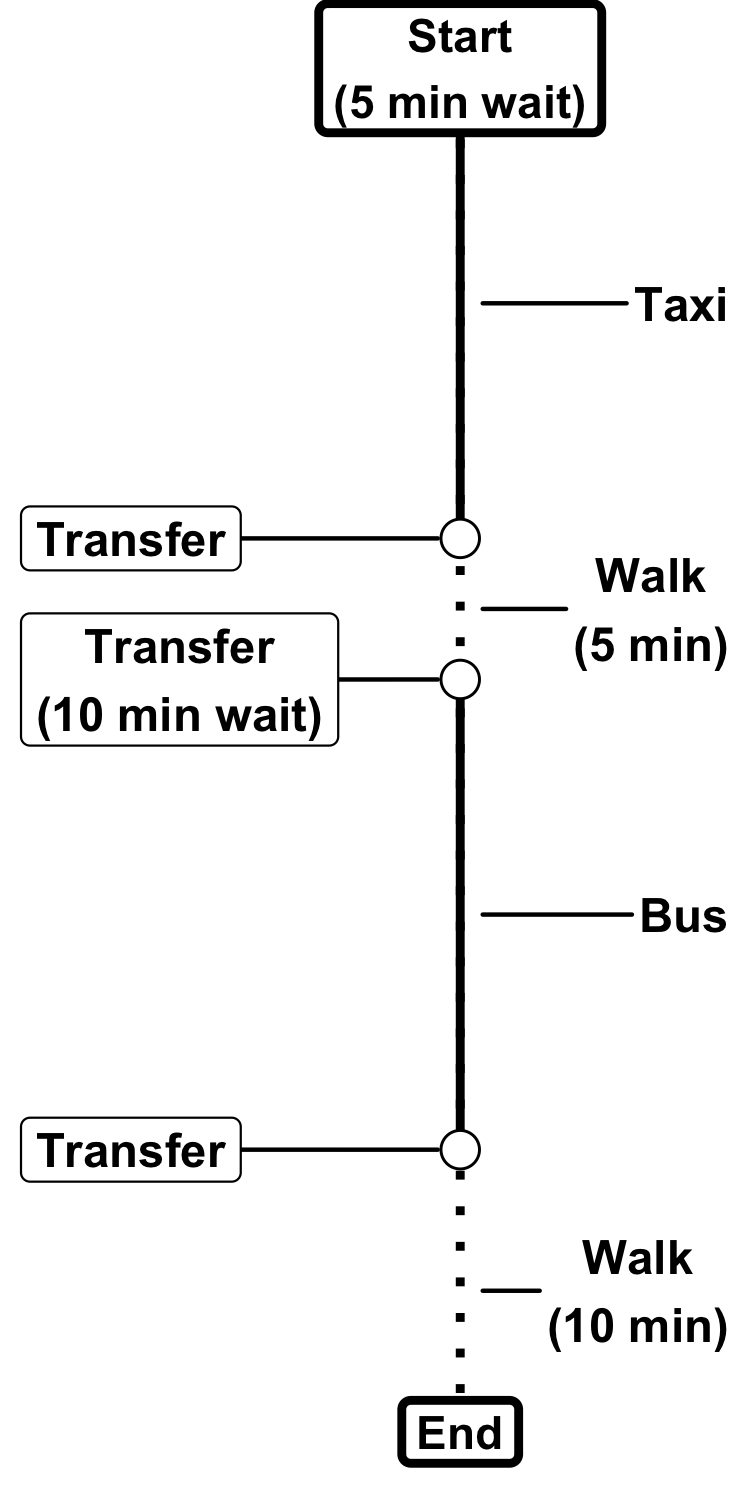 Start
(5 min wait)
Taxi
Transfer
Walk
(5 min)
Transfer
(10 min wait)
Bus
Transfer
Walk
(10 min)
End